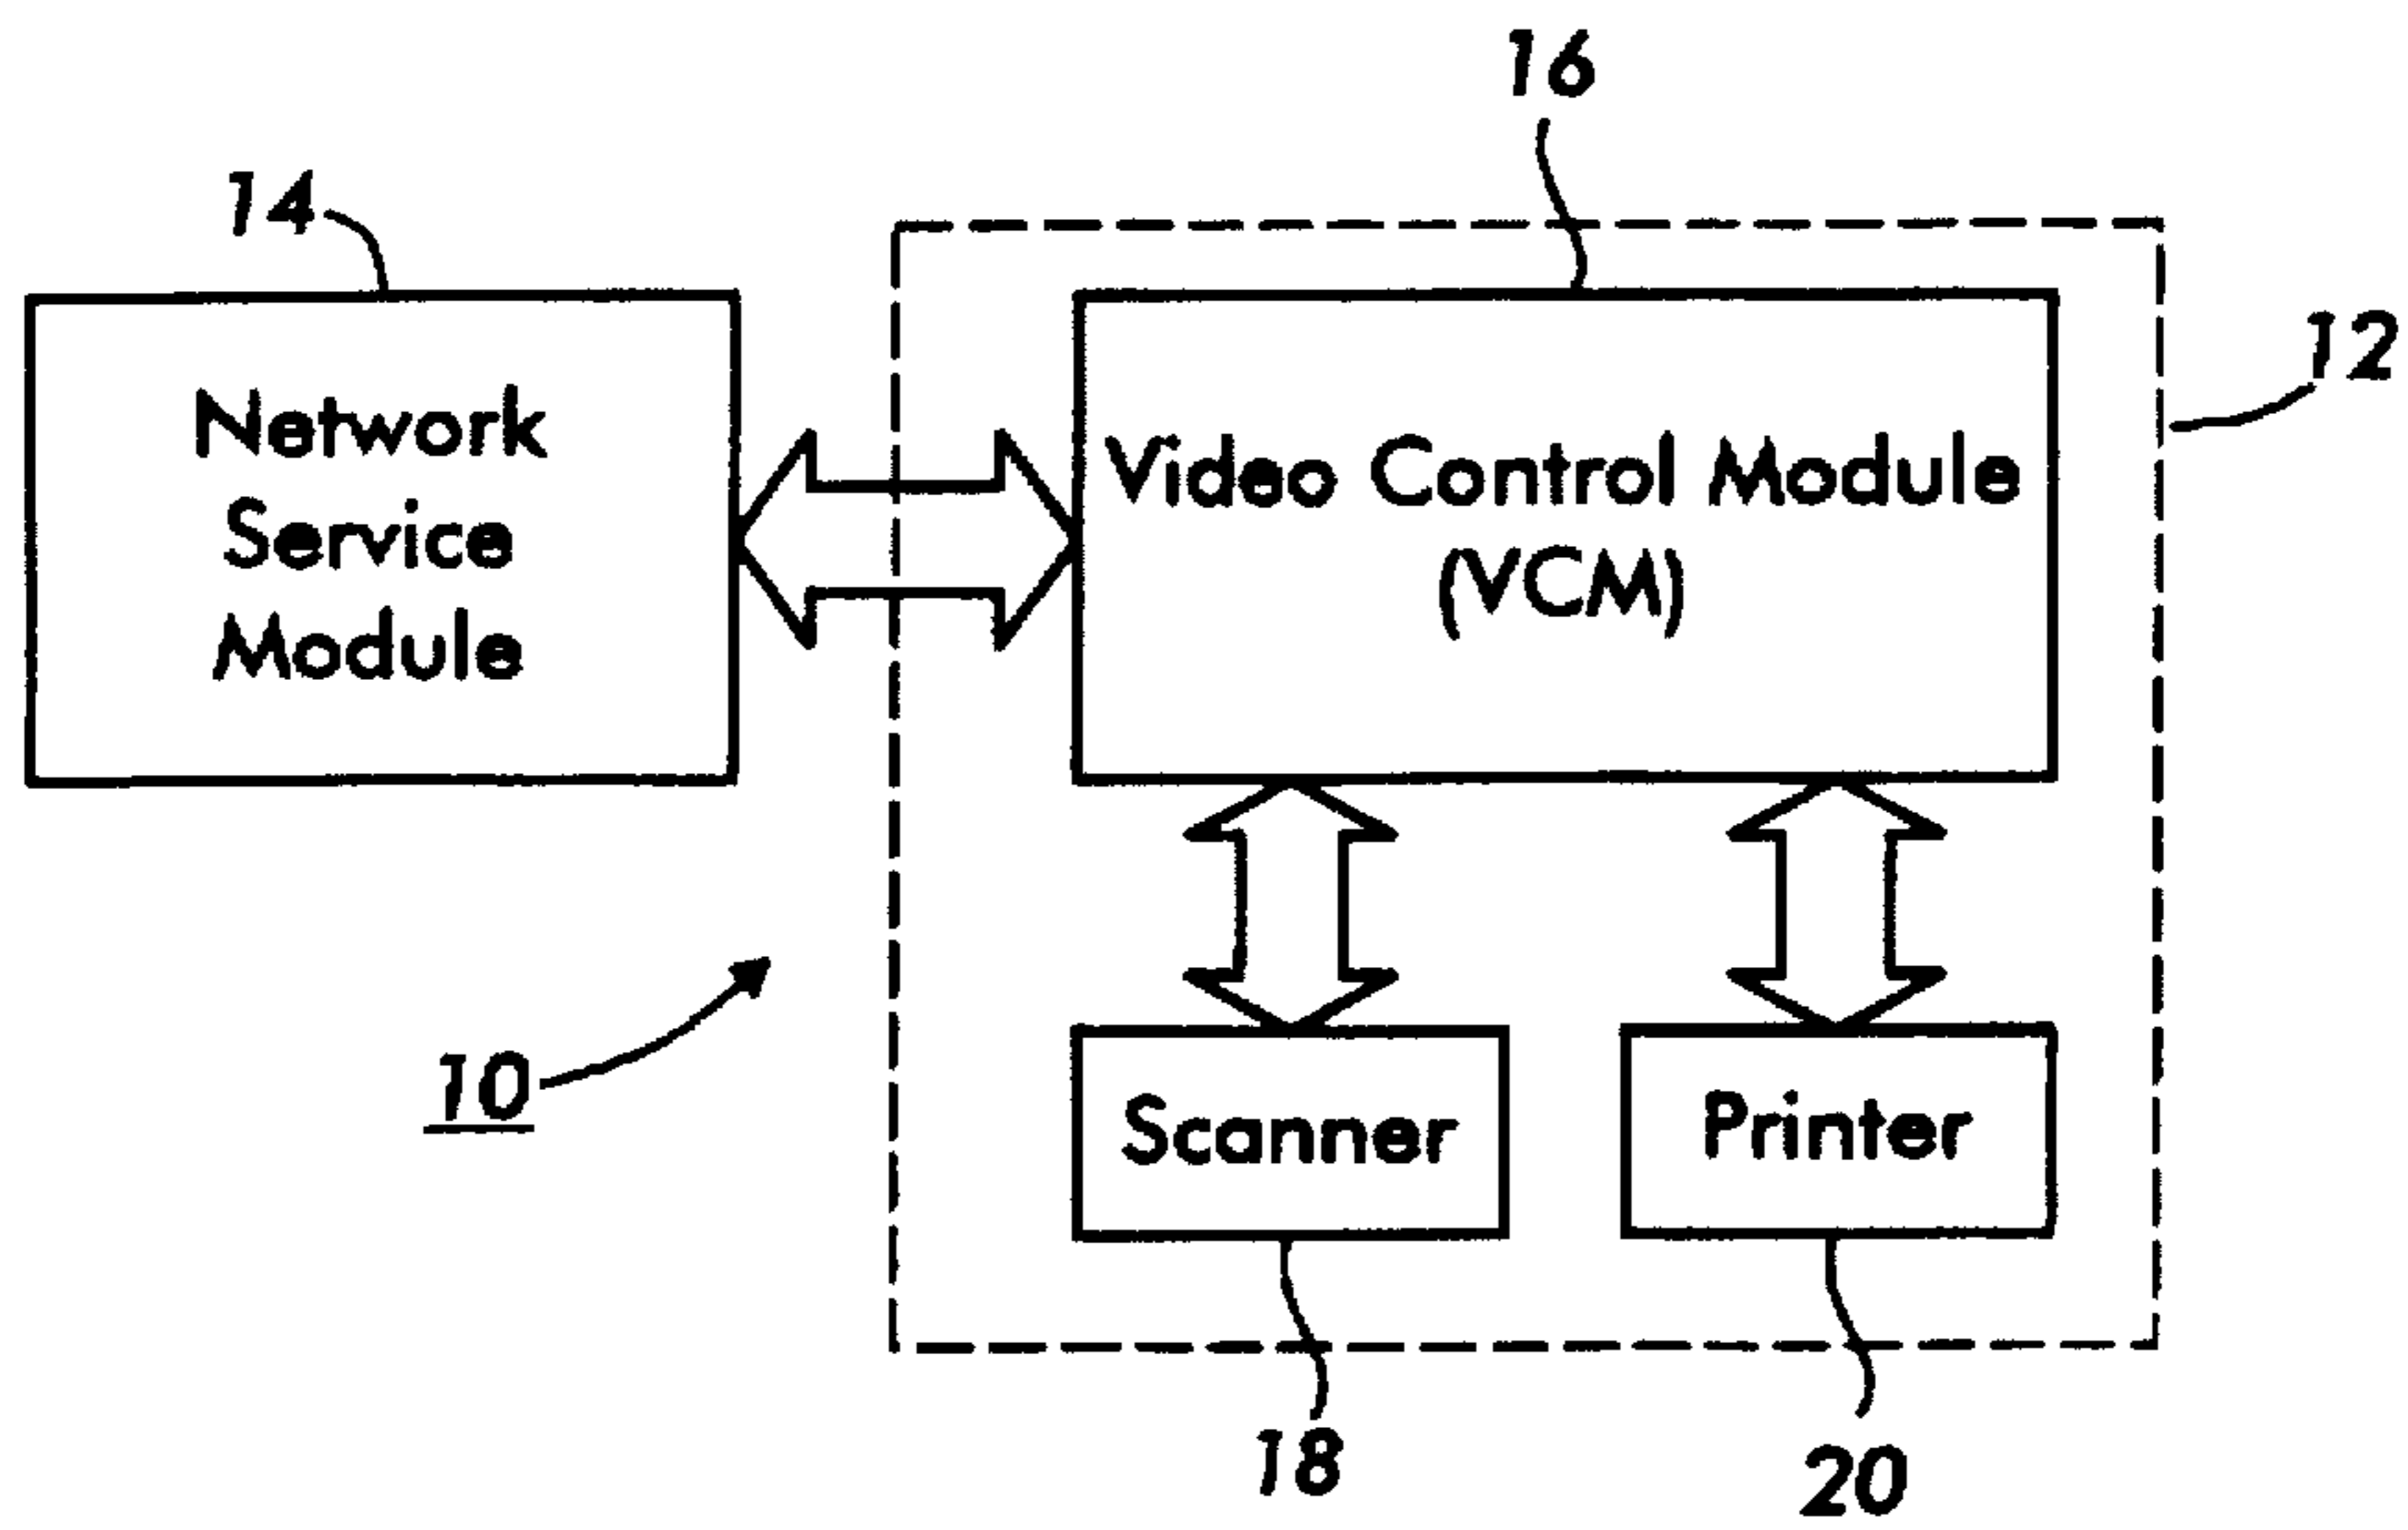 16
14
12
Network
Service
Module
Video Control Module
(VCM)
10
Scanner
Printer
18
20